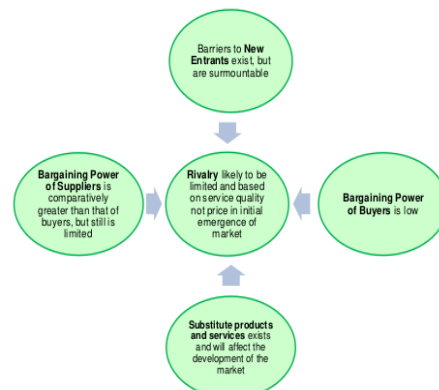 Barriers to New
Entrants exist, but
are surmountable
Bargaining Power
of Suppliers is
comparatively
greater than that of
buyers, but still is
limited
Rivalry likely to be
limited and based
on service quality
not price in initial
emergence of
market
Bargaining Power
of Buyers is low
Substitute products
and services exists
and will affect the
development of the
market